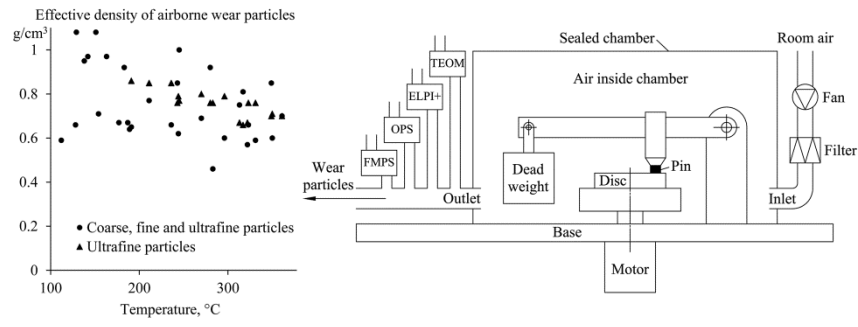 Effective density of airborne wear particles
g/cm³
1
0.8
0.6
0.4
0.2
0
100
200
300
Temperature, °C
Coarse, fine and ultrafine particles
Ultrafine particles
Sealed chamber
Room air
Air inside chamber
TEOM
ELPI+
OPS
FMPS
Fan
Filter
Wear
particles
Dead
weight
Pin
Disc
Outlet
Inlet
Base
Motor